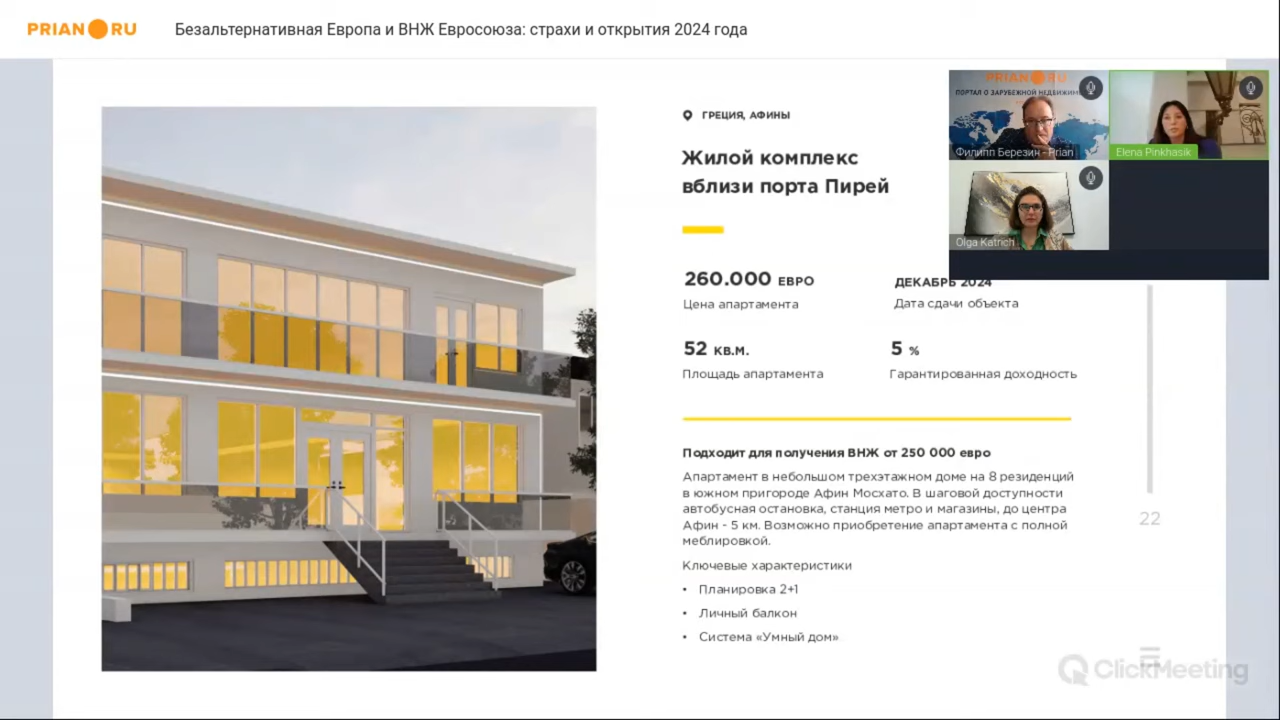 PRIAN RU
Безальтернативная Европа и ВНЖ Евросоюза: страхи и открытия 2024 года
PRIAN RU
ПОРТАЛ О ЗАРУБЕЖНОЙ НЕДВИЖИМ
Филипп Березин - Prian
Elena Pinkhasik
Olga Katrich
ГРЕЦИЯ, АФИНЫ
Жилой комплекс
вблизи порта Пирей
260.000 ЕВРО
Цена апартамента
ДЕКАБРЬ 2024
Дата сдачи объекта
52 КВ.М.
Площадь апартамента
5 %
Гарантированная доходность
Подходит для получения ВНЖ от 250 000 евро
Апартамент в небольшом трехэтажном доме на 8 резиденций
в южном пригороде Афин Мосхато. В шаговой доступности
автобусная остановка, станция метро и магазины, до центра
Афин - 5 км. Возможно приобретение апартамента с полной
меблировкой.
Ключевые характеристики
• Планировка 2+1
• Личный балкон
• Система «Умный дом»
22
ClickMeeting